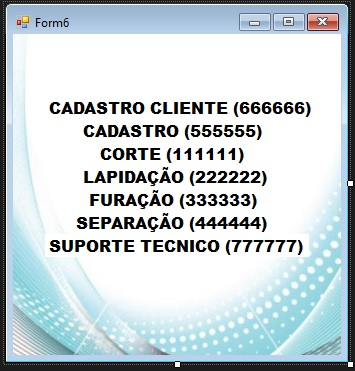 Form6
CADASTRO CLIENTE (666666)
CADASTRO (555555)
CORTE (111111)
LAPIDAÇÃO (222222)
FURAÇÃO (333333)
SEPARAÇÃO (444444)
SUPORTE TECNICO (777777)